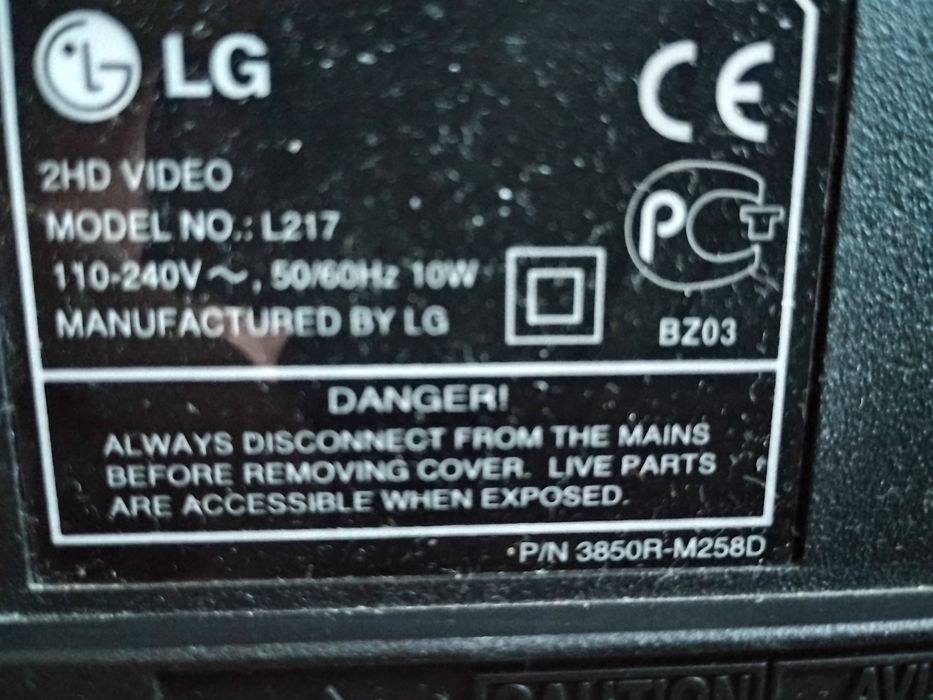 LG
CE
2HD VIDEO
MODEL NO.: L217
110-240V ~, 50/60Hz 10W
MANUFACTURED BY LG
PCT
BZ03
DANGER!
ALWAYS DISCONNECT FROM THE MAINS
BEFORE REMOVING COVER. LIVE PARTS
ARE ACCESSIBLE WHEN EXPOSED.
P/N 3850R-M258D
CAUTION